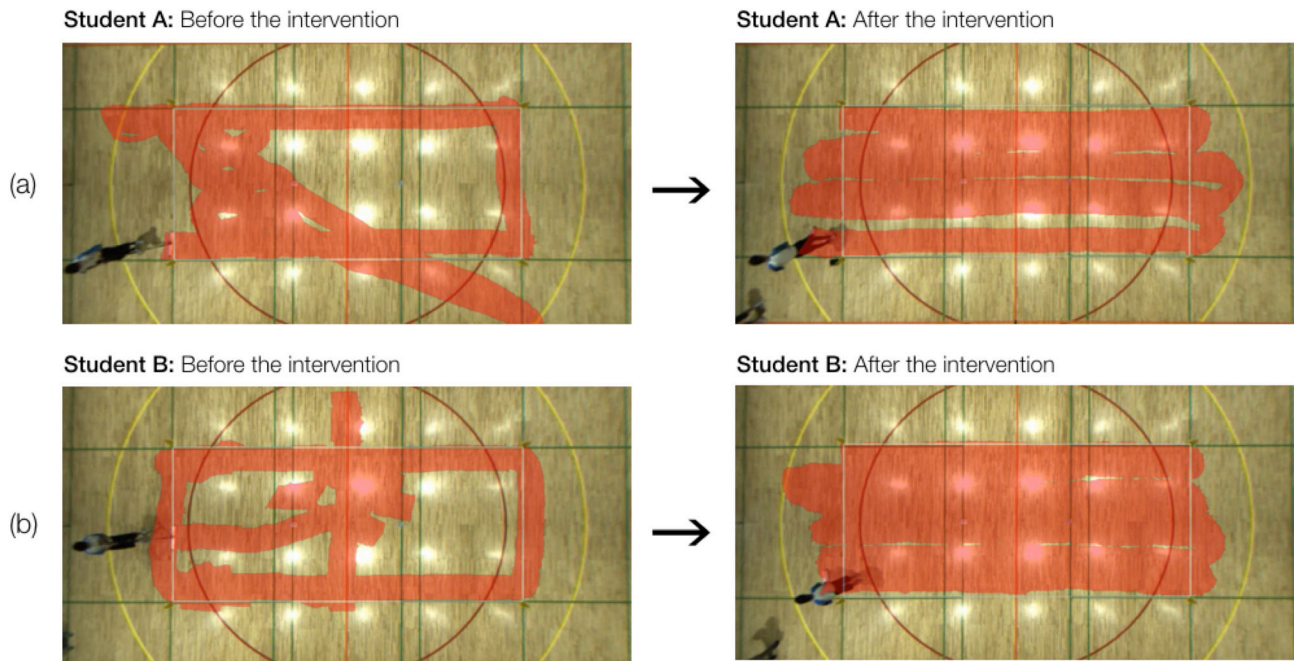 Student A: Before the intervention
Student A: After the intervention
(a)
Student B: Before the intervention
Student B: After the intervention
(b)